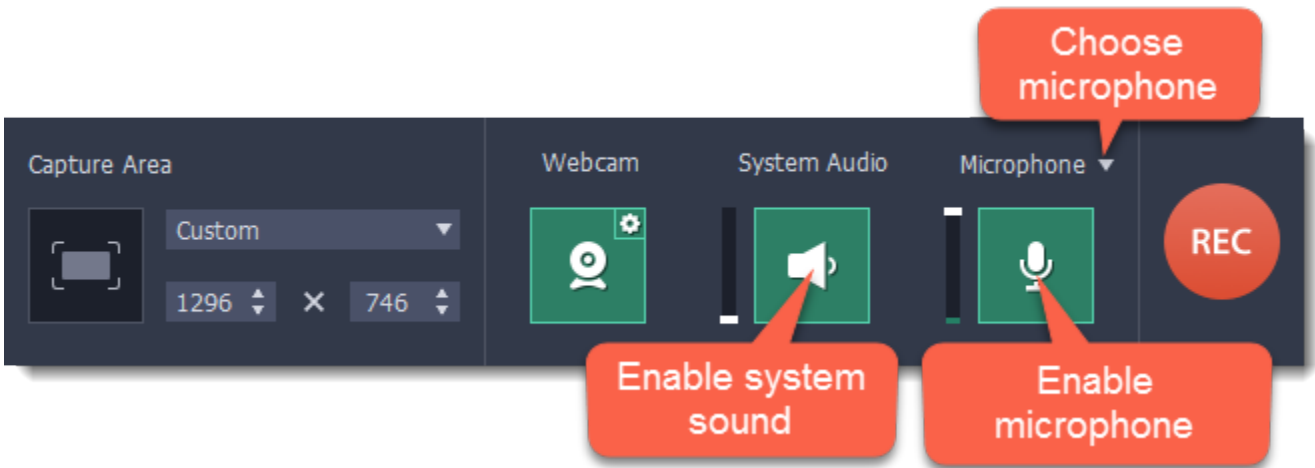 Choose
microphone
Capture Area
Webcam
System Audio
Microphone
Custom
1296 × 746
REC
Enable system
sound
Enable
microphone